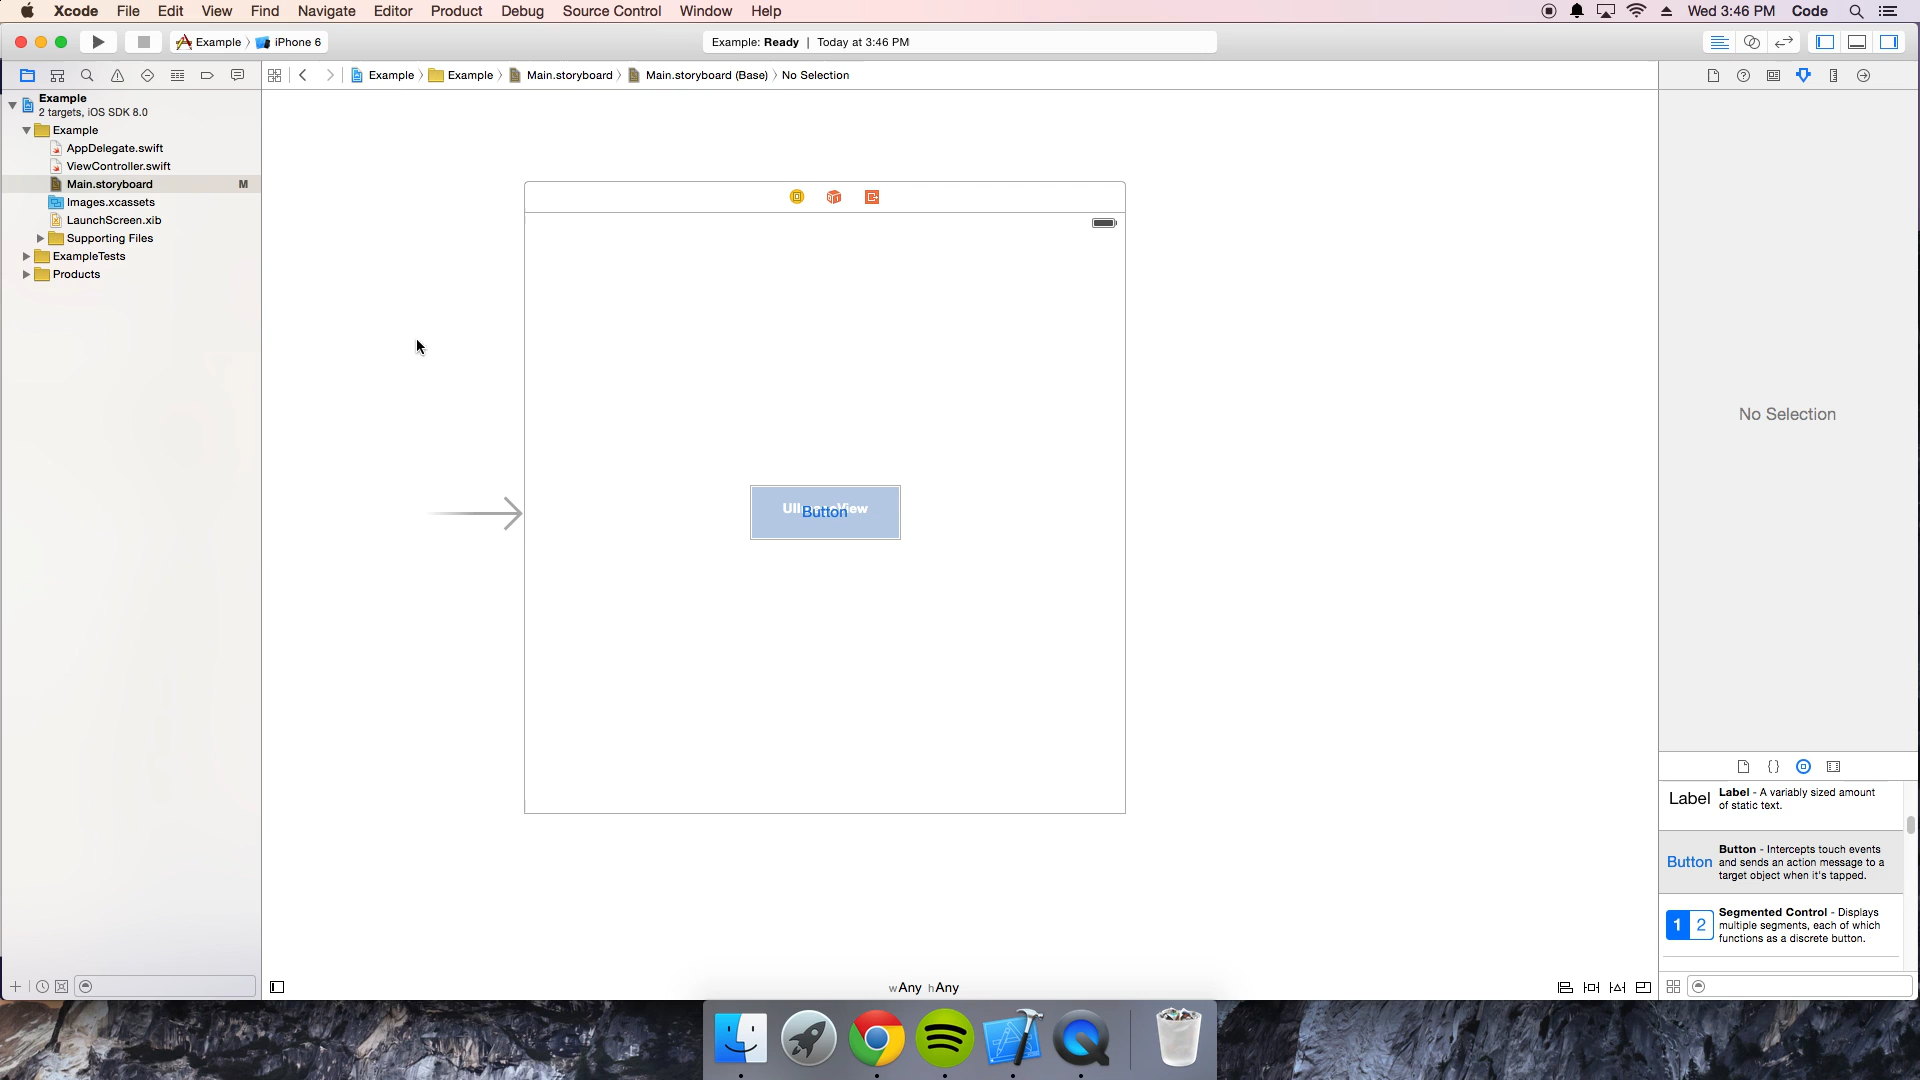 Xcode File Edit View Find Navigate Editor Product Debug Source Control Window Help Wed 3:46 PM Code
Example iPhone 6 Example: Ready | Today at 3:46 PM
Example Example Main.storyboard Main.storyboard (Base) No Selection
Example
2 targets, iOS SDK 8.0
Example
AppDelegate.swift
ViewController.swift
Main.storyboard M
Images.xcassets
LaunchScreen.xib
Supporting Files
ExampleTests
Products
Button
No Selection
Label Label - A variably sized amount
of static text.
Button - Intercepts touch events
Button and sends an action message to a
target object when it's tapped.
Segmented Control - Displays
1 2 multiple segments, each of which
functions as a discrete button.
wAny hAny